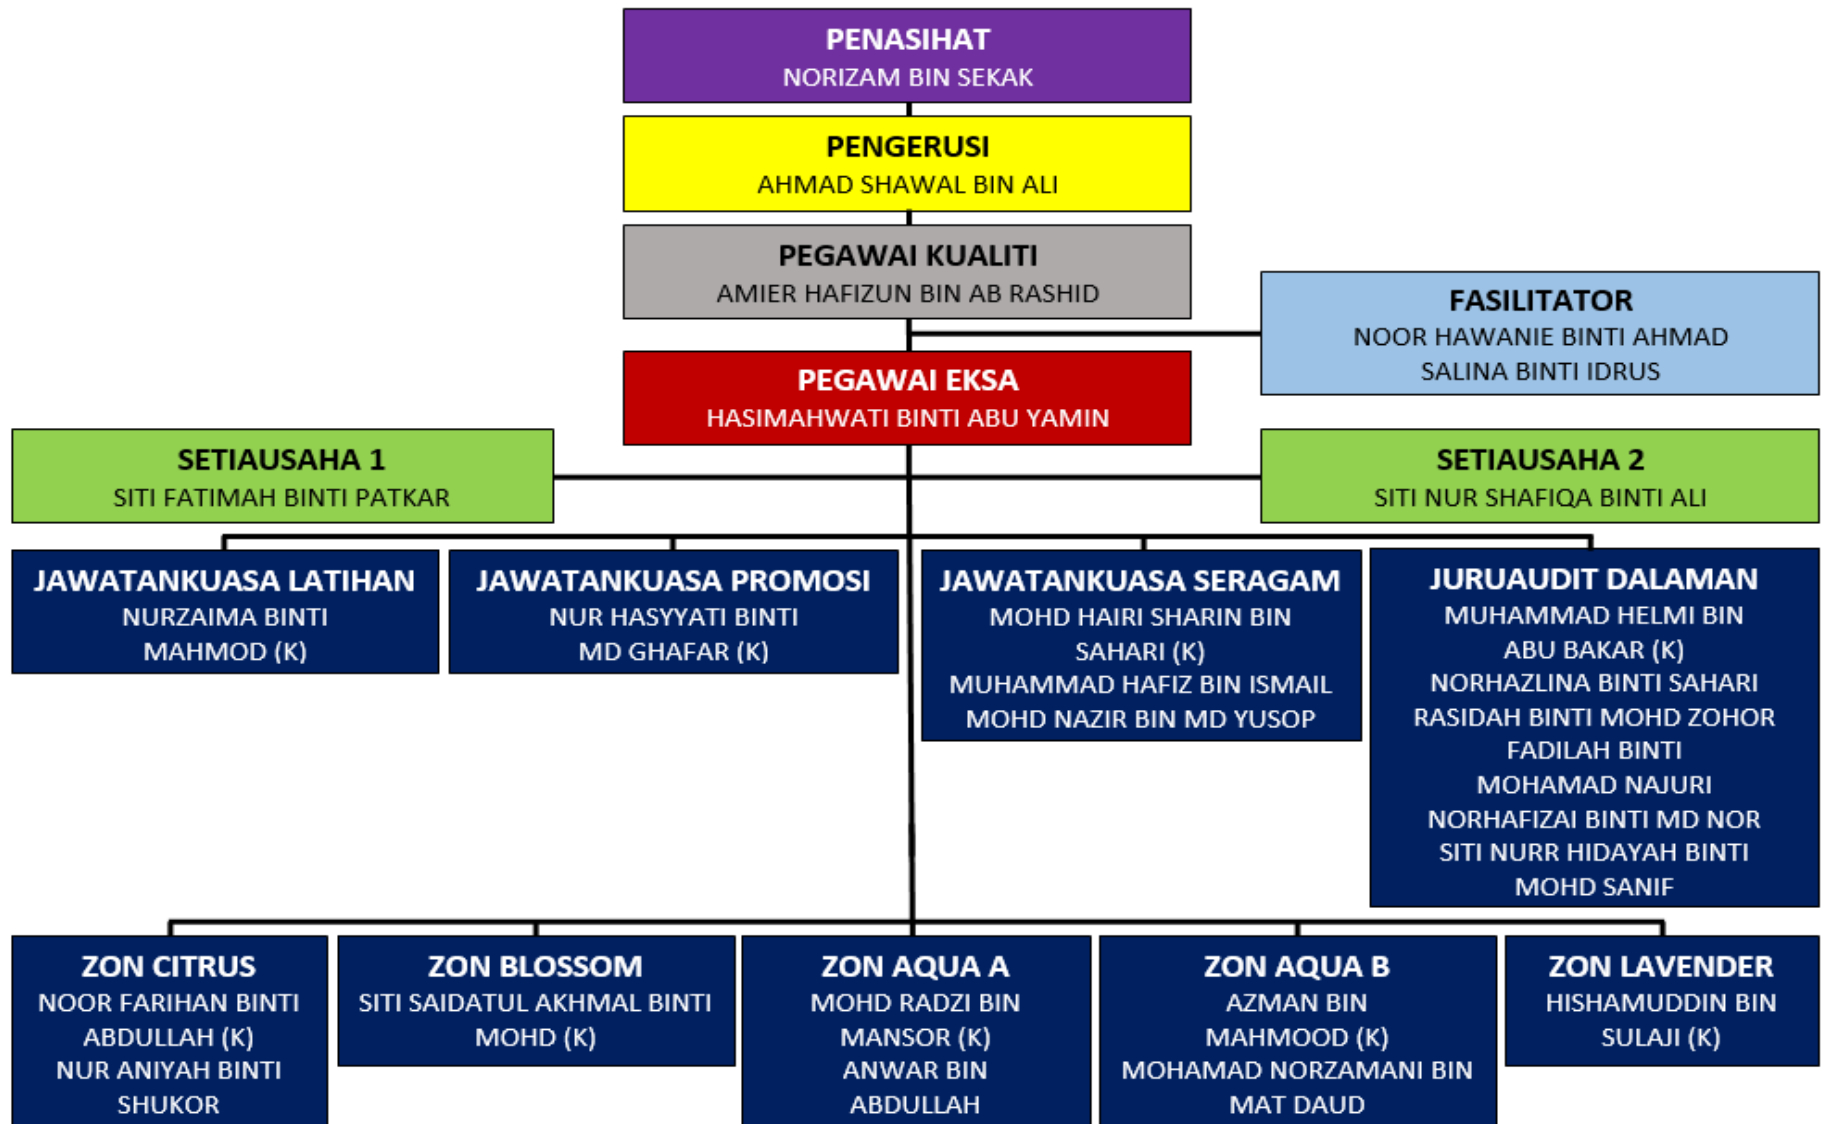 PENASIHAT
NORIZAM BIN SEKAK
PENGERUSI
AHMAD SHAWAL BIN ALI
PEGAWAI KUALITI
AMIER HAFIZUN BIN AB RASHID
FASILITATOR
NOOR HAWANIE BINTI AHMAD
SALINA BINTI IDRUS
PEGAWAI EKSA
HASIMAHWATI BINTI ABU YAMIN
SETIAUSAHA 1
SITI FATIMAH BINTI PATKAR
SETIAUSAHA 2
SITI NUR SHAFIQA BINTI ALI
JAWATANKUASA LATIHAN
NURZAIMA BINTI
MAHMOD (K)
JAWATANKUASA PROMOSI
NUR HASYYATI BINTI
MD GHAFAR (K)
JAWATANKUASA SERAGAM
MOHD HAIRI SHARIN BIN
SAHARI (K)
MUHAMMAD HAFIZ BIN ISMAIL
MOHD NAZIR BIN MD YUSOP
JURUAUDIT DALAMAN
MUHAMMAD HELMI BIN
ABU BAKAR (K)
NORHAZLINA BINTI SAHARI
RASIDAH BINTI MOHD ZOHOR
FADILAH BINTI
MOHAMAD NAJURI
NORHAFIZAI BINTI MD NOR
SITI NURR HIDAYAH BINTI
MOHD SANIF
ZON CITRUS
NOOR FARIHAN BINTI
ABDULLAH (K)
NUR ANIYAH BINTI
SHUKOR
ZON BLOSSOM
SITI SAIDATUL AKHMAL BINTI
MOHD (K)
ZON AQUA A
MOHD RADZI BIN
MANSOR (K)
ANWAR BIN
ABDULLAH
ZON AQUA B
AZMAN BIN
MAHMOOD (K)
MOHAMAD NORZAMANI BIN
MAT DAUD
ZON LAVENDER
HISHAMUDDIN BIN
SULAJI (K)